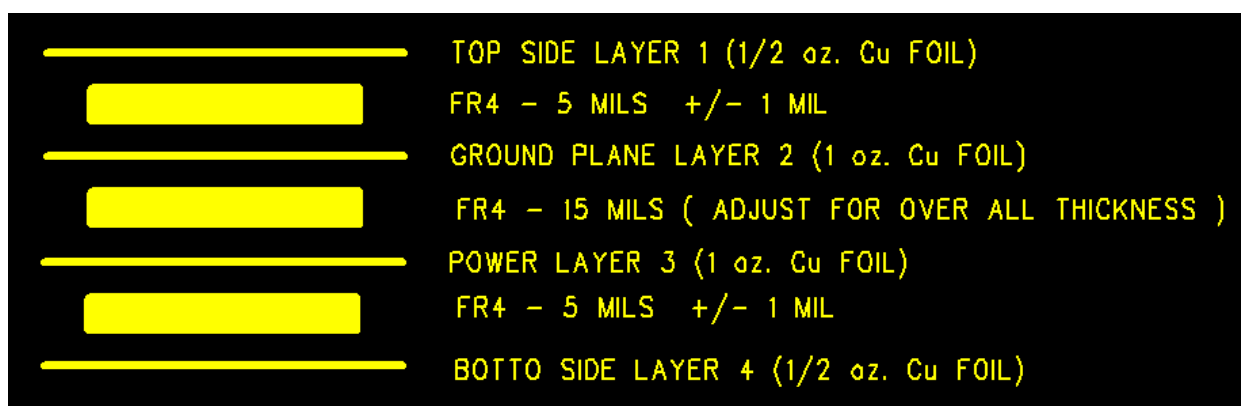 TOP SIDE LAYER 1 (1/2 oz. Cu FOIL)
FR4 - 5 MILS +/- 1 MIL
GROUND PLANE LAYER 2 (1 oz. Cu FOIL)
FR4 - 15 MILS ( ADJUST FOR OVER ALL THICKNESS )
POWER LAYER 3 (1 oz. Cu FOIL)
FR4 - 5 MILS +/- 1 MIL
BOTTO SIDE LAYER 4 (1/2 oz. Cu FOIL)